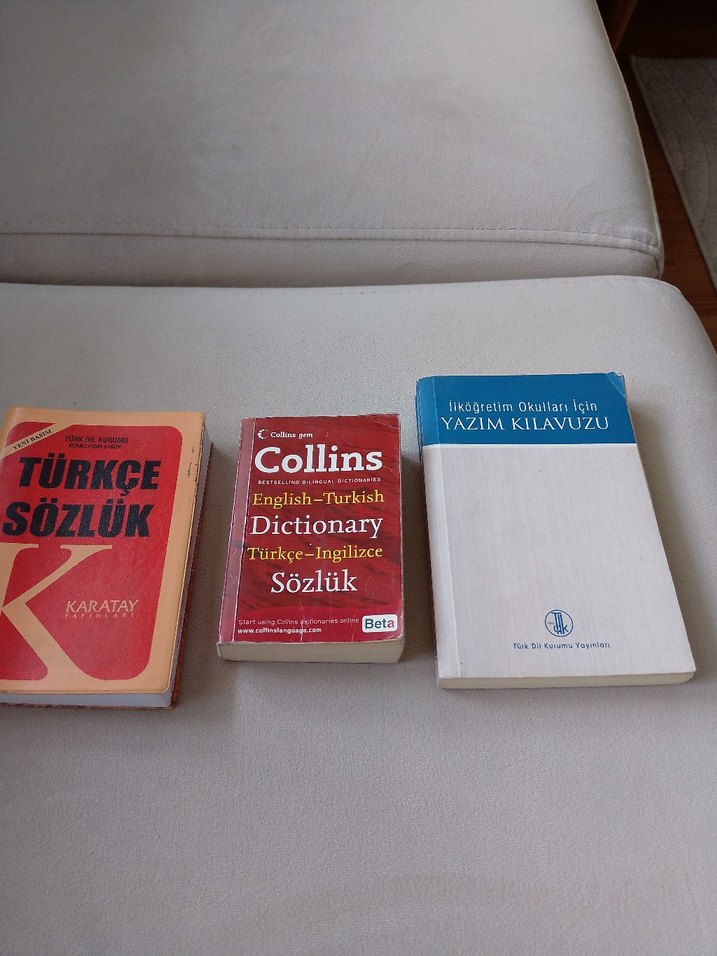 YENİ BASIM
TÜRK DİL KURUMU
TÜRKÇE
SÖZLÜK
K
KARATAY
YAYINLARI
Collins gem
Collins
BESTSELLING BILINGUAL DICTIONARIES
English–Turkish
Dictionary
Türkçe–Ingilizce
Sözlük
Start using Collins dictionaries online
www.collinslanguage.com
Beta
İlköğretim Okulları İçin
YAZIM KILAVUZU
Türk Dil Kurumu Yayınları